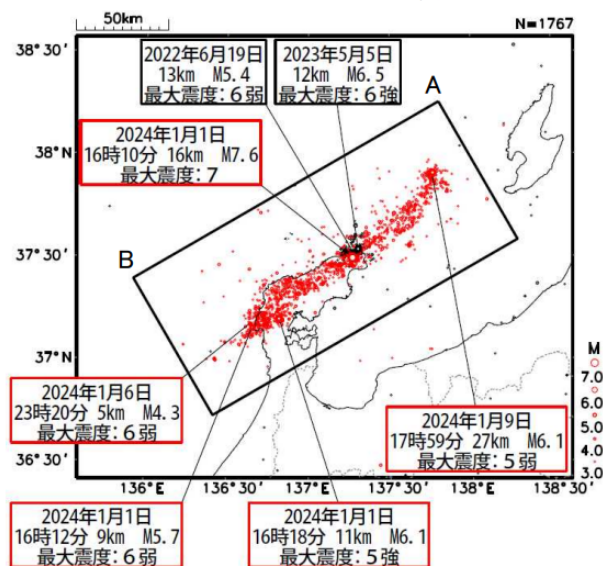 50km
N=1767
38°30'
2022年6月19日
13km M5.4
最大震度：6弱
2023年5月5日
12km M6.5
最大震度：6強
A
38°N
2024年1月1日
16時10分 16km M7.6
最大震度：7
37°30'
B
37°N
M
7.0
6.0
5.0
4.0
3.0
2024年1月6日
23時20分 5km M4.3
最大震度：6弱
2024年1月9日
17時59分 27km M6.1
最大震度：5弱
36°30'
136°E
136°30'
137°E
137°30'
138°E
138°30'
2024年1月1日
16時12分 9km M5.7
最大震度：6弱
2024年1月1日
16時18分 11km M6.1
最大震度：5強